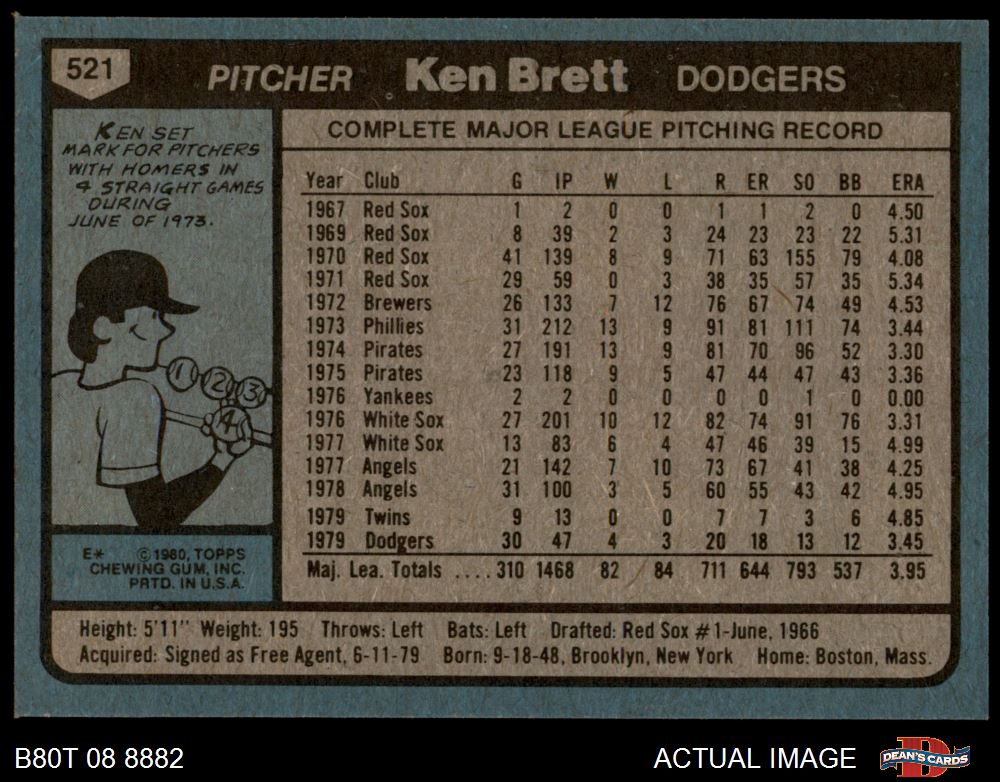 521 PITCHER Ken Brett DODGERS
KEN SET
MARK FOR PITCHERS
WITH HOMERS IN
4 STRAIGHT GAMES
DURING
JUNE OF 1973.
1 2 3
4
E* ©1980, TOPPS
CHEWING GUM, INC.
PRTD. IN U.S.A.
COMPLETE MAJOR LEAGUE PITCHING RECORD
Year Club G IP W L R ER SO BB ERA
1967 Red Sox 1 2 0 0 1 1 2 0 4.50
1969 Red Sox 8 39 2 3 24 23 23 22 5.31
1970 Red Sox 41 139 8 9 71 63 155 79 4.08
1971 Red Sox 29 59 0 3 38 35 57 35 5.34
1972 Brewers 26 133 7 12 76 67 74 49 4.53
1973 Phillies 31 212 13 9 91 81 111 74 3.44
1974 Pirates 27 191 13 9 81 70 96 52 3.30
1975 Pirates 23 118 9 5 47 44 47 43 3.36
1976 Yankees 2 2 0 0 0 0 1 0 0.00
1976 White Sox 27 201 10 12 82 74 91 76 3.31
1977 White Sox 13 83 6 4 47 46 39 15 4.99
1977 Angels 21 142 7 10 73 67 41 38 4.25
1978 Angels 31 100 3 5 60 55 43 42 4.95
1979 Twins 9 13 0 0 7 7 3 6 4.85
1979 Dodgers 30 47 4 3 20 18 13 12 3.45
Maj. Lea. Totals ....310 1468 82 84 711 644 793 537 3.95
Height: 5'11" Weight: 195 Throws: Left Bats: Left Drafted: Red Sox #1-June, 1966
Acquired: Signed as Free Agent, 6-11-79 Born: 9-18-48, Brooklyn, New York Home: Boston, Mass.
B80T 08 8882 ACTUAL IMAGE DEAN'S CARDS